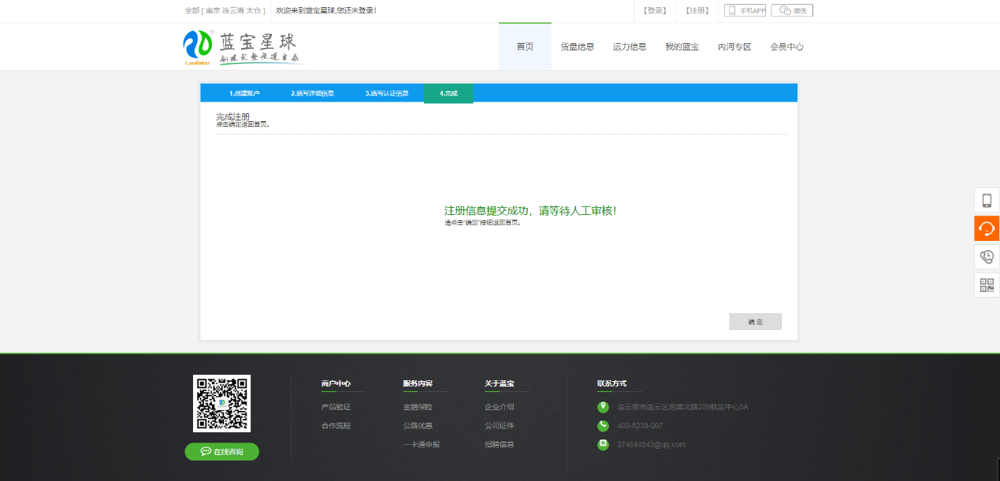 全部 [ 南京 连云港 太仓 ]
欢迎来到蓝宝星球,您还未登录!
【登录】
【注册】
手机APP
微信
蓝宝星球
LanBstar
首页
货盘信息
运力信息
我的蓝宝
内河专区
会员中心
1.创建账户
2.填写详细信息
3.填写认证信息
4.完成
完成注册
点击确定返回首页。
注册信息提交成功，请等待人工审核!
请点击“确定”按钮返回首页。
确 定
在线咨询
商户中心
产品验证
合作流程
服务内容
金融保险
公路优惠
一卡通申报
关于蓝宝
企业介绍
公司证件
招聘信息
联系方式
连云港市连云区海棠北路209航运中心5A
400-8238-007
374644943@qq.com